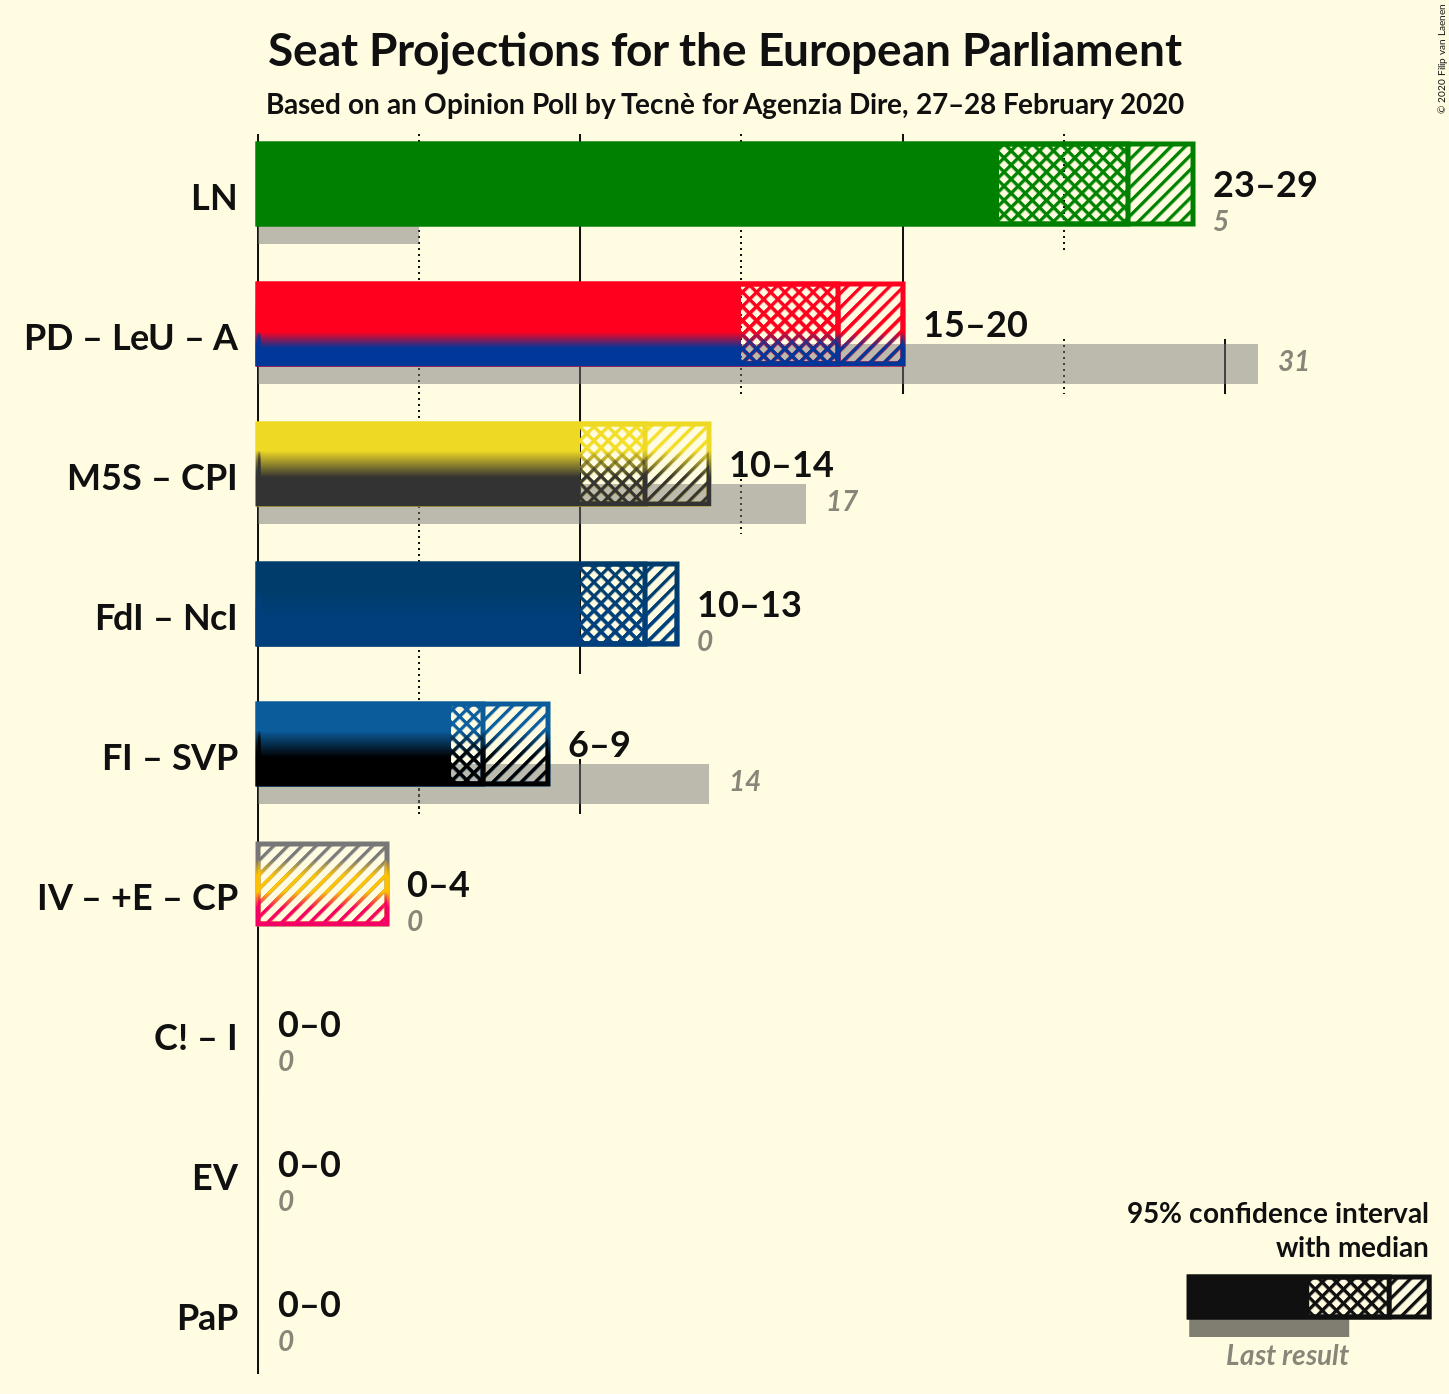 Seat Projections for the European Parliament
Based on an Opinion Poll by Tecnè for Agenzia Dire, 27–28 February 2020
© 2020 Filip van Laenen
LN
23–29
5
PD – LeU – A
15–20
31
M5S – CPI
10–14
17
FdI – NcI
10–13
0
FI – SVP
6–9
14
IV – +E – CP
0–4
0
C! – I
0–0
0
EV
0–0
0
PaP
0–0
0
95% confidence interval
with median
Last result